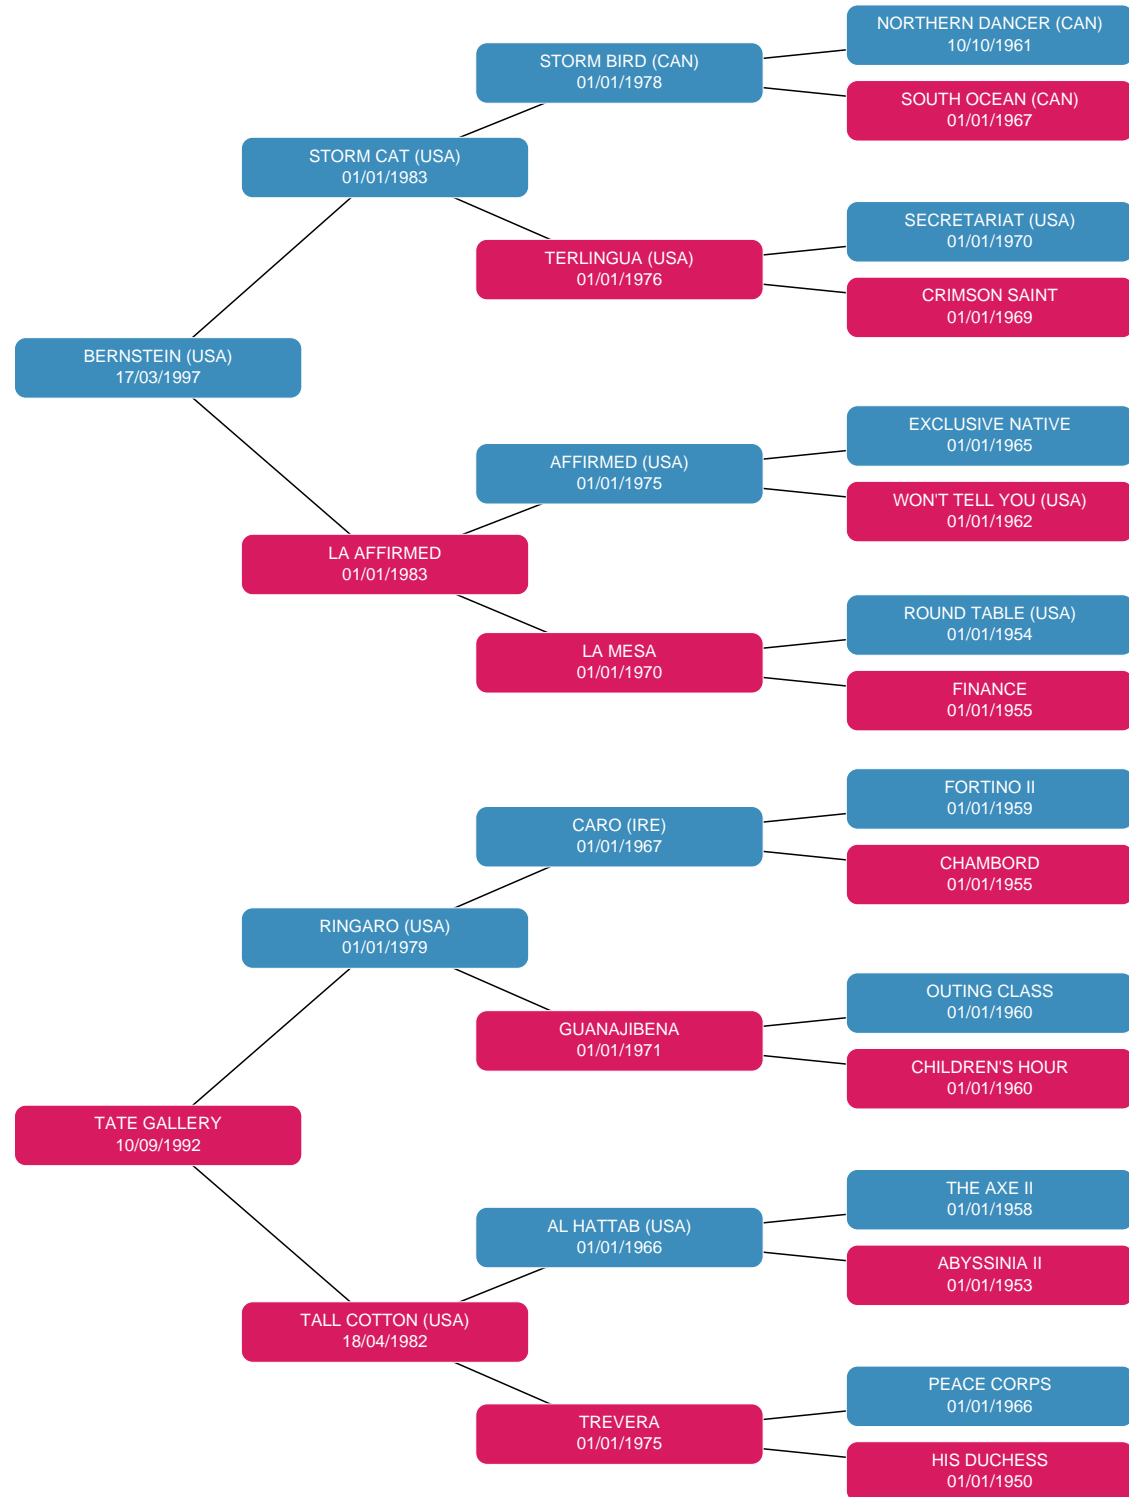 NORTHERN DANCER (CAN)
10/10/1961
STORM BIRD (CAN)
01/01/1978
SOUTH OCEAN (CAN)
01/01/1967
STORM CAT (USA)
01/01/1983
SECRETARIAT (USA)
01/01/1970
TERLINGUA (USA)
01/01/1976
CRIMSON SAINT
01/01/1969
BERNSTEIN (USA)
17/03/1997
EXCLUSIVE NATIVE
01/01/1965
AFFIRMED (USA)
01/01/1975
WON'T TELL YOU (USA)
01/01/1962
LA AFFIRMED
01/01/1983
ROUND TABLE (USA)
01/01/1954
LA MESA
01/01/1970
FINANCE
01/01/1955
FORTINO II
01/01/1959
CARO (IRE)
01/01/1967
CHAMBORD
01/01/1955
RINGARO (USA)
01/01/1979
OUTING CLASS
01/01/1960
GUANAJIBENA
01/01/1971
CHILDREN'S HOUR
01/01/1960
TATE GALLERY
10/09/1992
THE AXE II
01/01/1958
AL HATTAB (USA)
01/01/1966
ABYSSINIA II
01/01/1953
TALL COTTON (USA)
18/04/1982
PEACE CORPS
01/01/1966
TREVERA
01/01/1975
HIS DUCHESS
01/01/1950